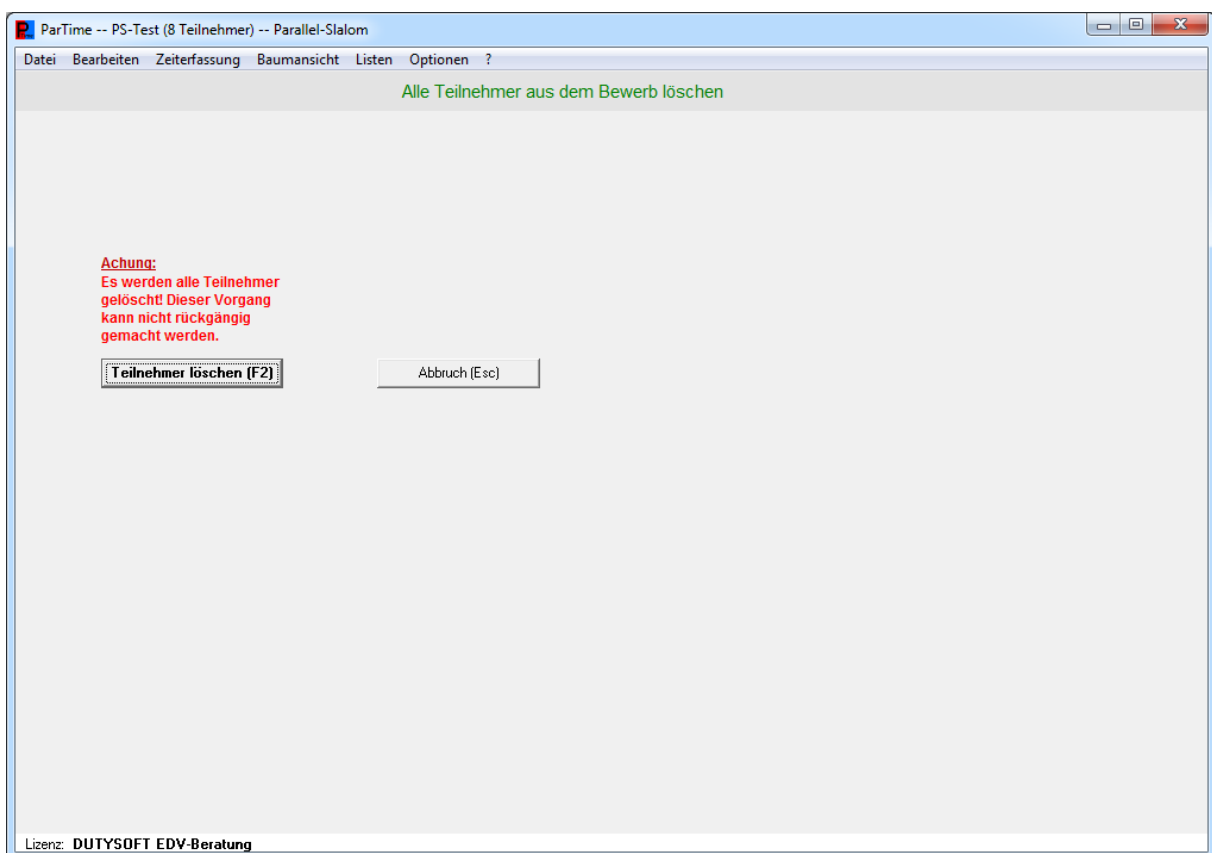 ParTime -- PS-Test (8 Teilnehmer) -- Parallel-Slalom
Datei Bearbeiten Zeiterfassung Baumansicht Listen Optionen ?
Alle Teilnehmer aus dem Bewerb löschen
Achung:
Es werden alle Teilnehmer
gelöscht! Dieser Vorgang
kann nicht rückgängig
gemacht werden.
Teilnehmer löschen (F2) Abbruch (Esc)
Lizenz: DUTYSOFT EDV-Beratung